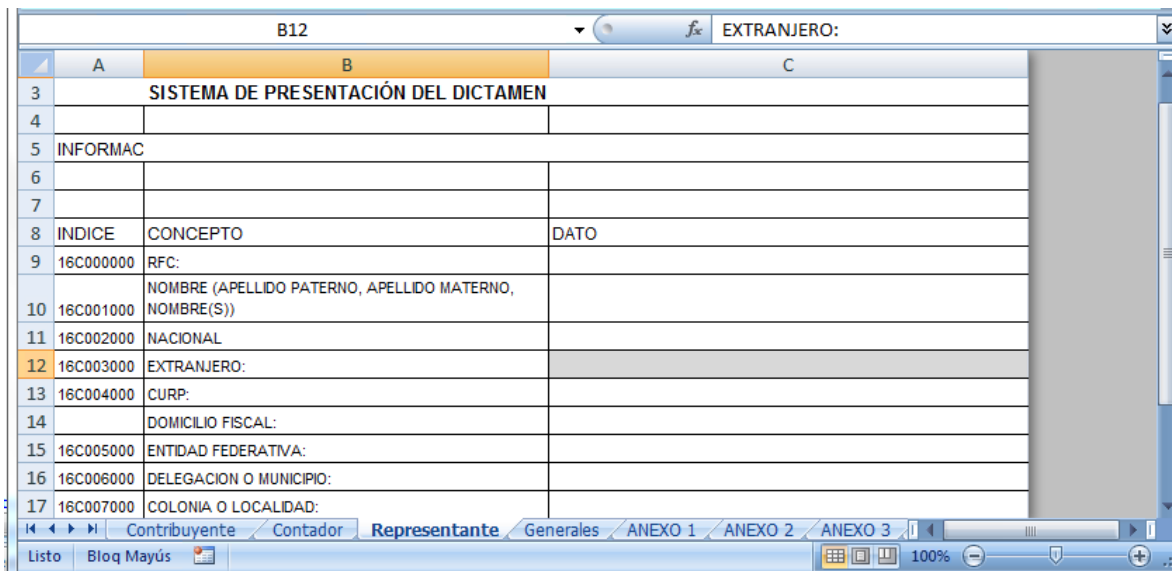 B12 fx EXTRANJERO:
A B C
3 SISTEMA DE PRESENTACIÓN DEL DICTAMEN
4
5 INFORMAC
6
7
8 INDICE CONCEPTO DATO
9 16C000000 RFC:
NOMBRE (APELLIDO PATERNO, APELLIDO MATERNO,
10 16C001000 NOMBRE(S))
11 16C002000 NACIONAL
12 16C003000 EXTRANJERO:
13 16C004000 CURP:
14 DOMICILIO FISCAL:
15 16C005000 ENTIDAD FEDERATIVA:
16 16C006000 DELEGACION O MUNICIPIO:
17 16C007000 COLONIA O LOCALIDAD:
Contribuyente Contador Representante Generales ANEXO 1 ANEXO 2 ANEXO 3
Listo Bloq Mayús 100%